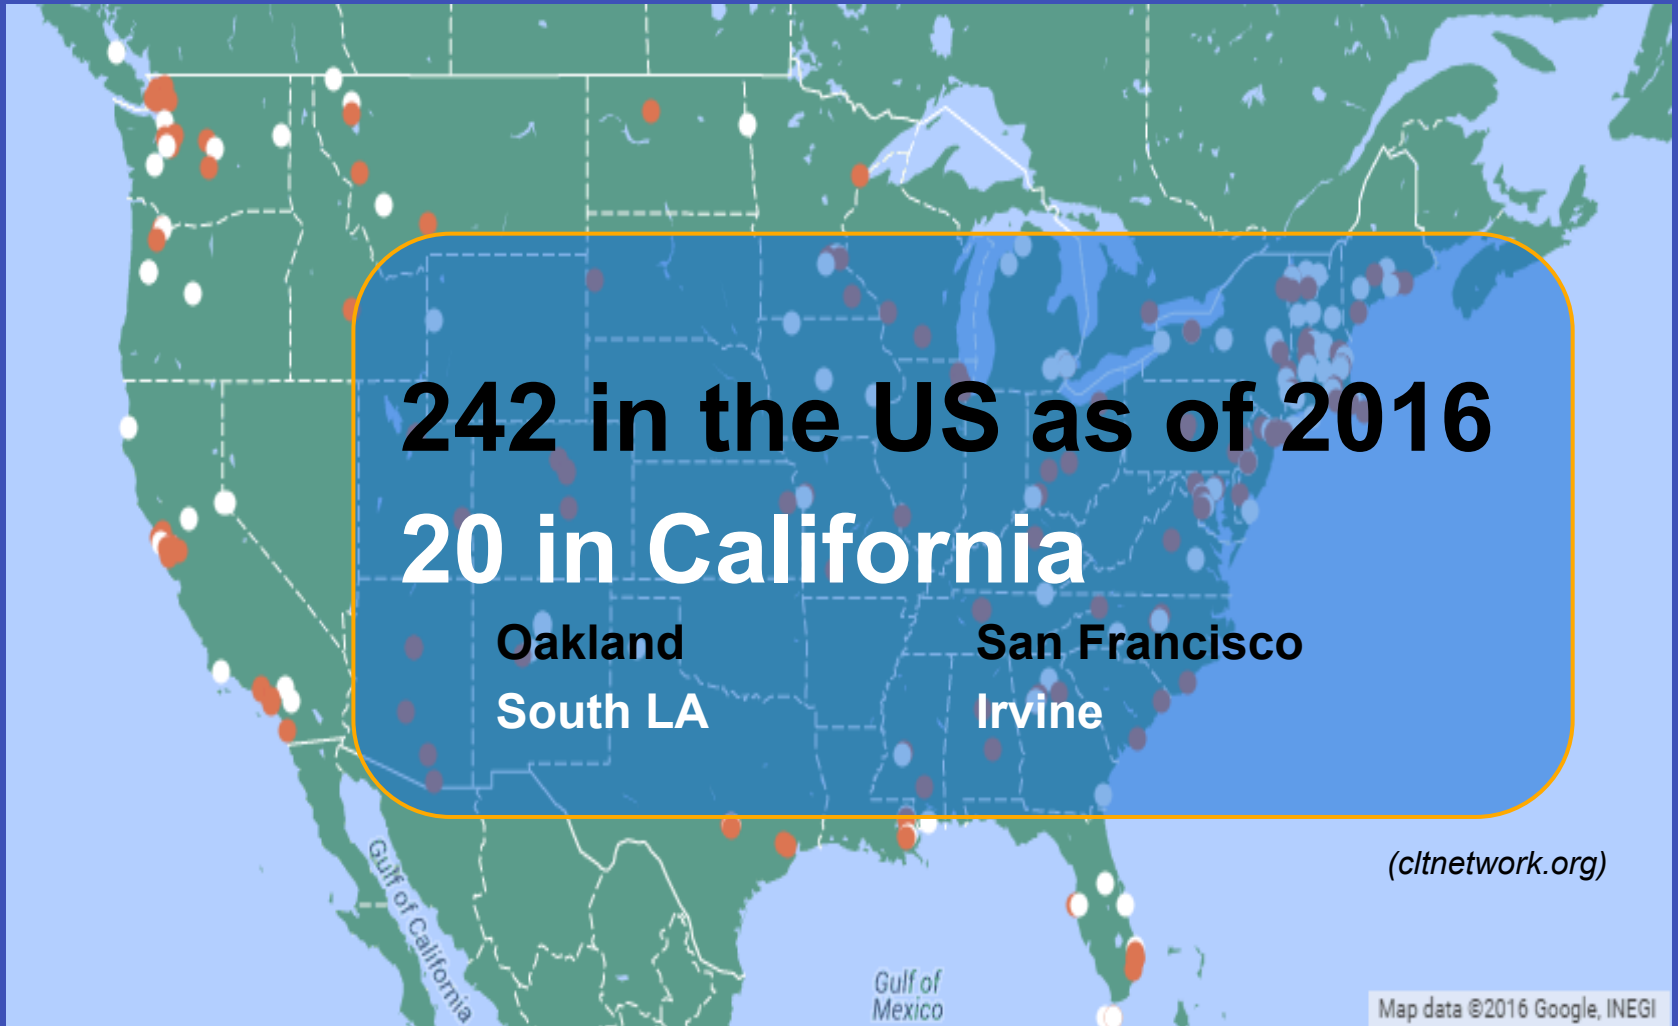 242 in the US as of 2016
20 in California
Oakland San Francisco
South LA Irvine
(cltnetwork.org)
Gulf of California
Gulf of
Mexico
Map data ©2016 Google, INEGI